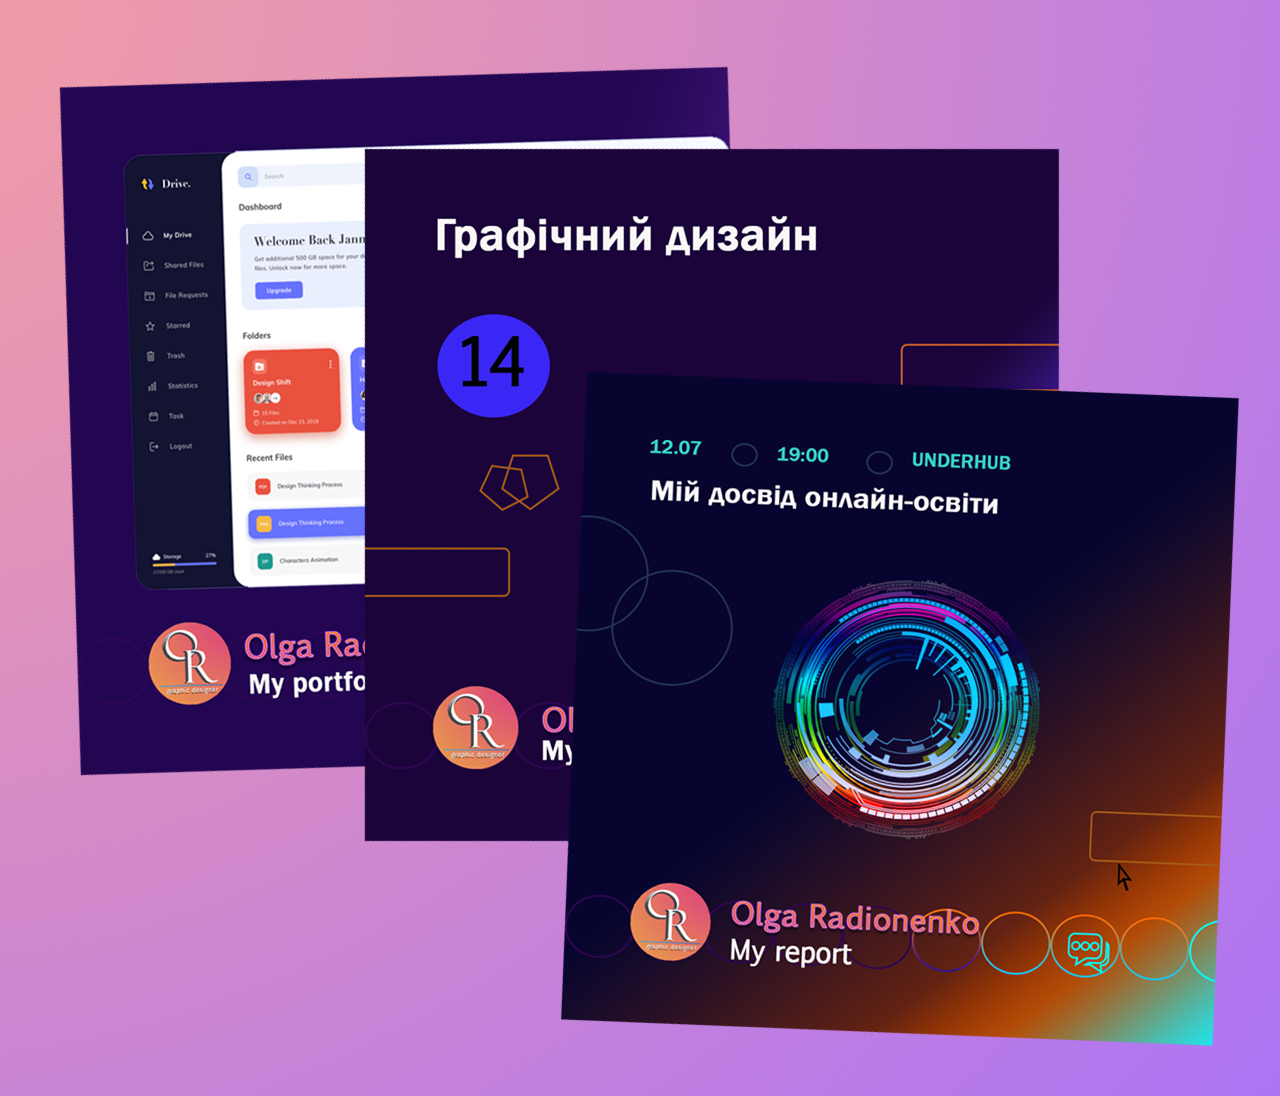 Drive.
My Drive
Shared Files
File Requests
Starred
Trash
Statistics
Task
Logout
Storage 27%
Search
Dashboard
Welcome Back Jann
Get additional 500 GB space for your d
files. Unlock now for more space.
Upgrade
Folders
Design Shift
10 Files
Created on Dec 13, 2019
H
Recent Files
PDF Design Thinking Process
Design Thinking Process
Characters Animation
OR
graphic designer
Olga Ra
My portfo
Графічний дизайн
14
OR
graphic designer
Ol
My
12.07 19:00 UNDERHUB
Мій досвід онлайн-освіти
OR
graphic designer
Olga Radionenko
My report